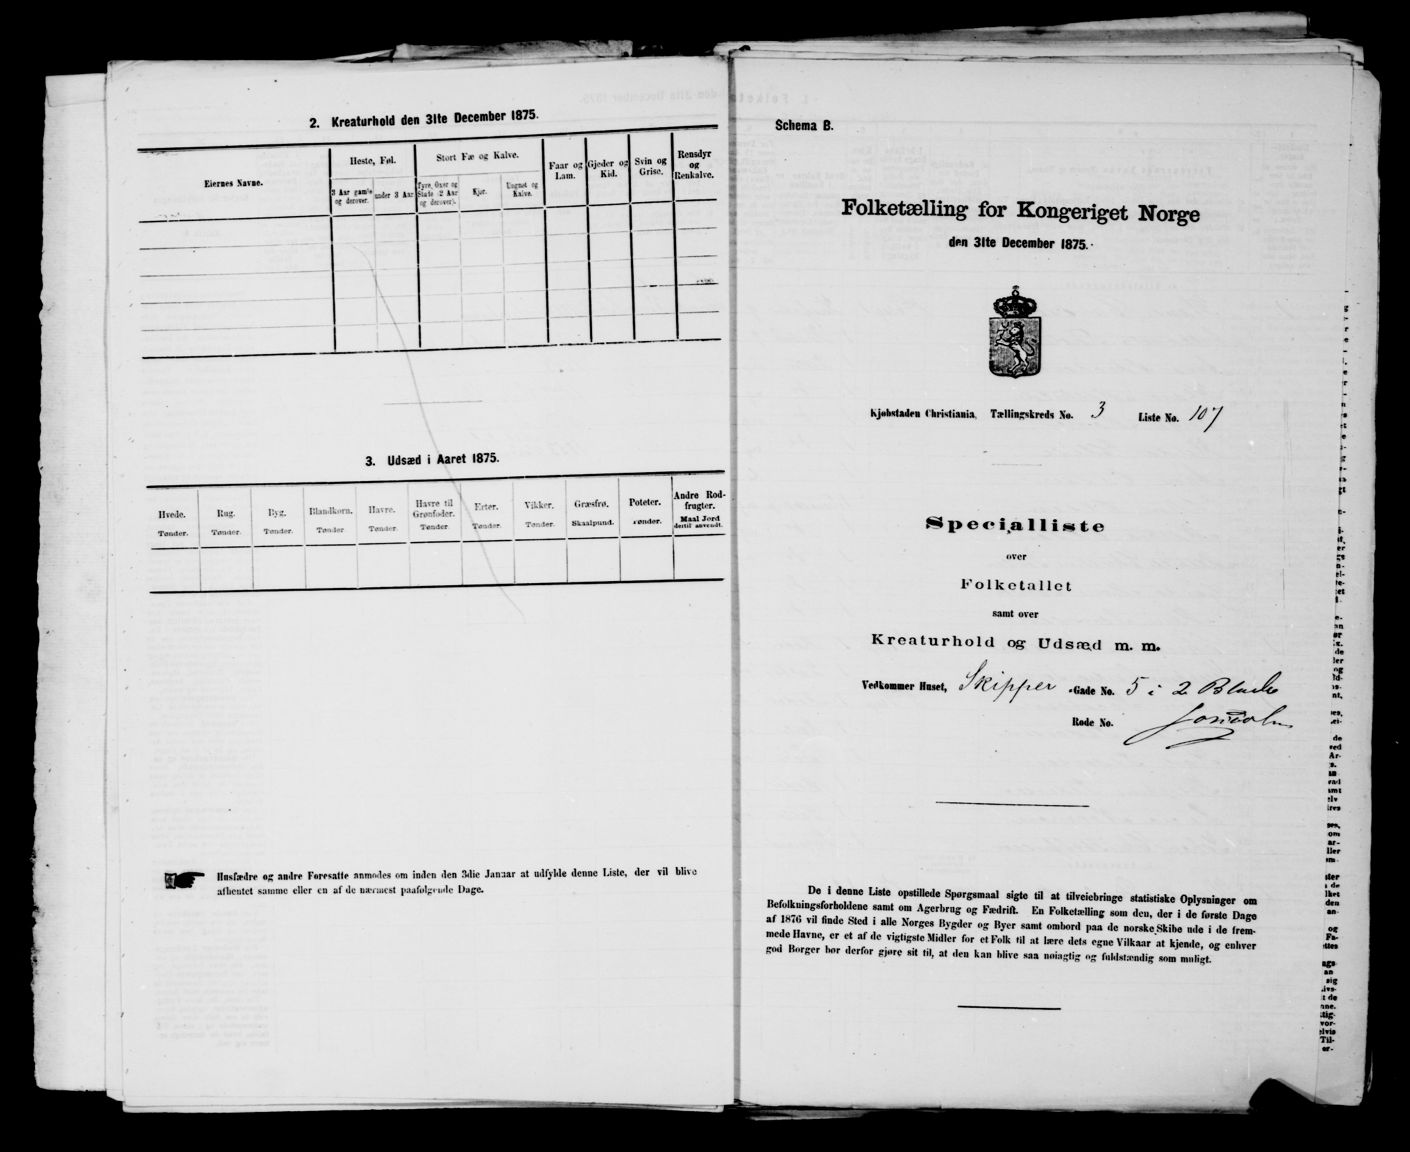 2. Kreaturhold den 31te December 1875.
Eiernes Navne.
Heste, Føl.
3 Aar gamle og derover.
under 3 Aar.
Stort Fæ og Kalve.
Tyre, Oxer og Stude (2 Aar og derover).
Kjør.
Ungnøt og Kalve.
Faar og Lam.
Gjeder og Kid.
Svin og Grise.
Rensdyr og Renkalve.
3. Udsæd i Aaret 1875.
Hvede.
Tønder.
Rug.
Tønder.
Byg.
Tønder.
Blandkorn.
Tønder.
Havre.
Tønder.
Havre til Grønfoder.
Tønder.
Erter.
Tønder.
Vikker.
Tønder.
Græsfrø.
Skaalpund.
Poteter.
Tønder.
Andre Rodfrugter.
Maal Jord dertil anvendt.
Husfædre og andre Foresatte anmodes om inden den 3die Januar at udfylde denne Liste, der vil blive
afhentet samme eller en af de nærmest paafølgende Dage.
Schema B.
Folketælling for Kongeriget Norge
den 31te December 1875.
Kjøbstaden Christiania, Tællingskreds No. 3 Liste No. 107
Specialliste
over
Folketallet
samt over
Kreaturhold og Udsæd m. m.
Vedkommer Huset, Skipper -Gade No. 5 i 2
Rode No.
De i denne Liste opstillede Spørgsmaal sigte til at tilveiebringe statistiske Oplysninger om
Befolkningsforholdene samt om Agerbrug og Fædrift. En Folketælling som den, der i de første Dage
af 1876 vil finde Sted i alle Norges Bygder og Byer samt ombord paa de norske Skibe ude i de frem-
mede Havne, er et af de vigtigste Midler for et Folk til at lære dets egne Vilkaar at kjende, og enhver
god Borger bør derfor gjøre sit til, at den kan blive saa nøiagtig og fuldstændig som muligt.